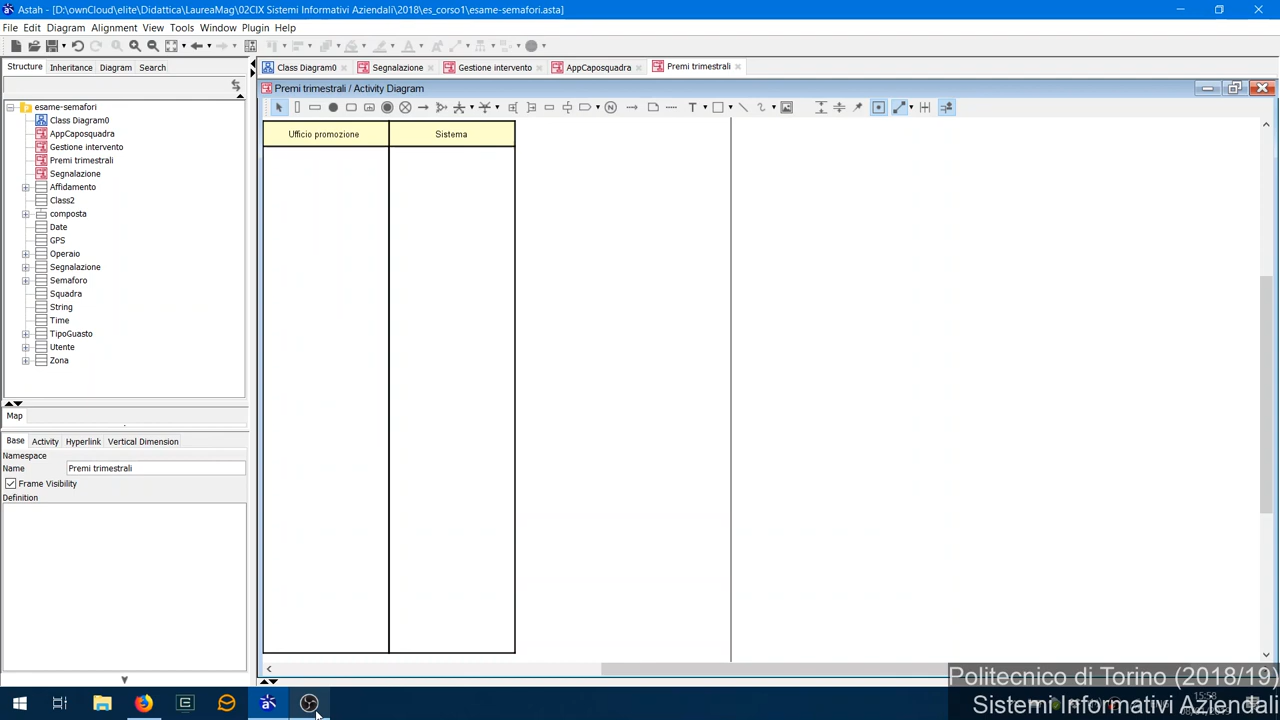 Astah - [D:\ownCloud\elite\Didattica\LaureaMag\02CIX Sistemi Informativi Aziendali\2018\es_corso1\esame-semafori.asta]
File Edit Diagram Alignment View Tools Window Plugin Help
Structure Inheritance Diagram Search
Class Diagram0 Segnalazione Gestione intervento AppCaposquadra Premi trimestrali
Premi trimestrali / Activity Diagram
esame-semafori
Class Diagram0
AppCaposquadra
Gestione intervento
Premi trimestrali
Segnalazione
Affidamento
Class2
composta
Date
GPS
Operaio
Segnalazione
Semaforo
Squadra
String
Time
TipoGuasto
Utente
Zona
Ufficio promozione Sistema
Map
Base Activity Hyperlink Vertical Dimension
Namespace
Name Premi trimestrali
Frame Visibility
Definition
Politecnico di Torino (2018/19)
Sistemi Informativi Aziendali
15:58